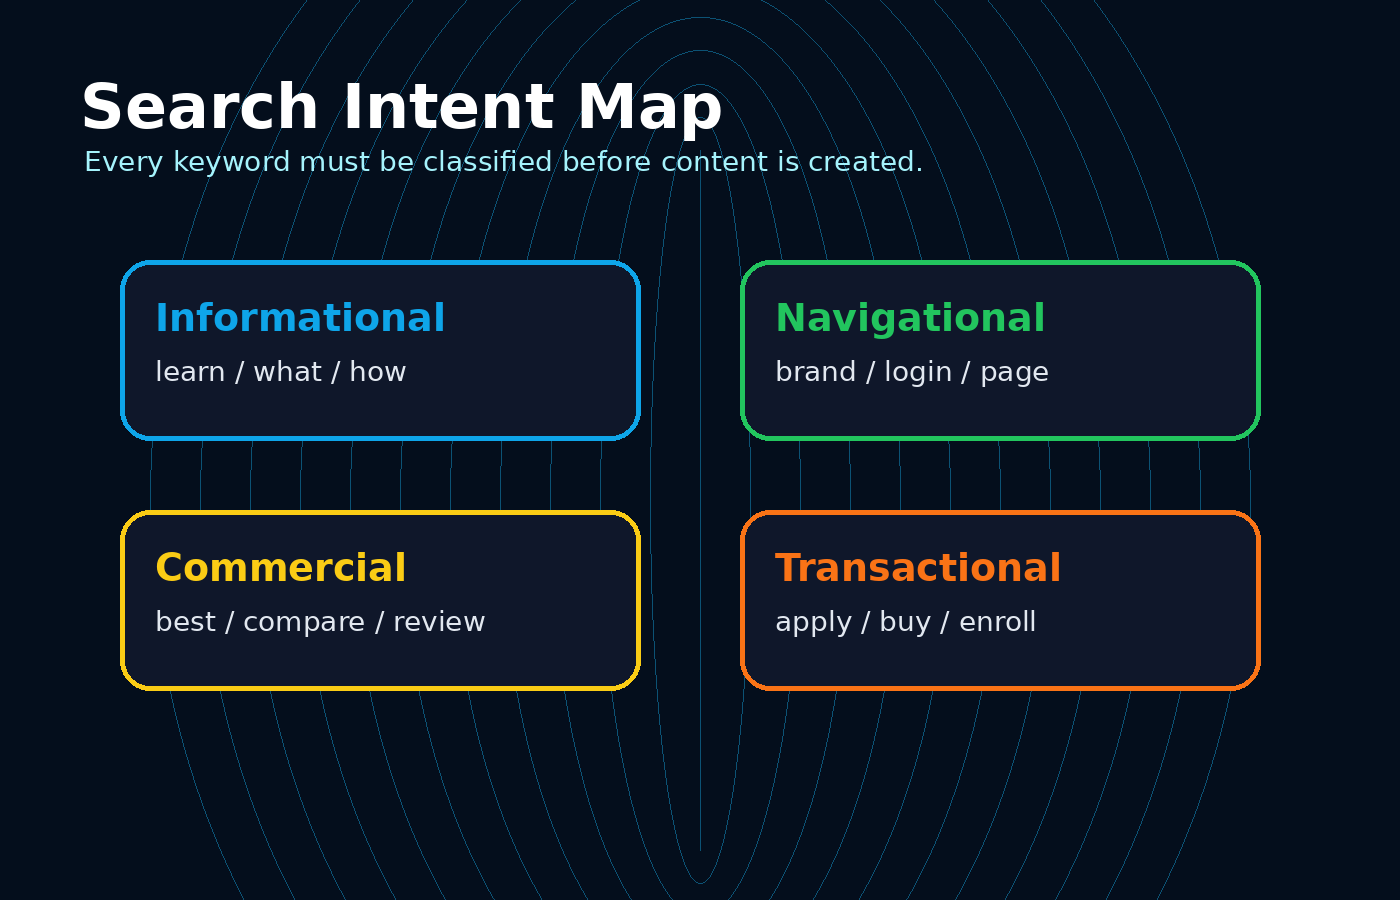 Search Intent Map
Every keyword must be classified before content is created.
Informational
learn / what / how
Navigational
brand / login / page
Commercial
best / compare / review
Transactional
apply / buy / enroll